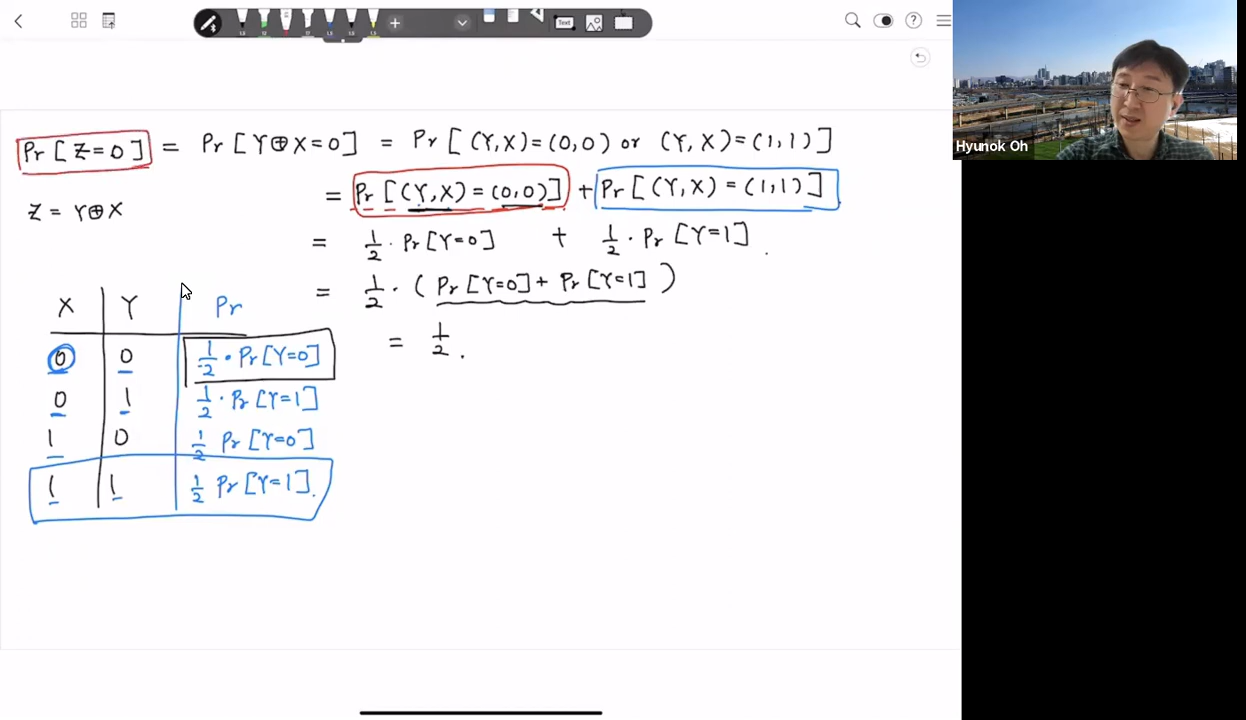 Text
Hyunok Oh
Pr [ Z = 0 ] = Pr [ Y ⊕ X = 0 ] = Pr [ (Y, X) = (0, 0) or (Y, X) = (1, 1) ]
= Pr [ (Y, X) = (0, 0) ] + Pr [ (Y, X) = (1, 1) ]
Z = Y ⊕ X
= 1/2 · Pr [Y=0] + 1/2 · Pr [Y=1] .
= 1/2 · ( Pr [Y=0] + Pr [Y=1] )
= 1/2 .
X Y Pr
0 0 1/2 · Pr [Y=0]
0 1 1/2 · Pr [Y=1]
1 0 1/2 Pr [Y=0]
1 1 1/2 Pr [Y=1] .